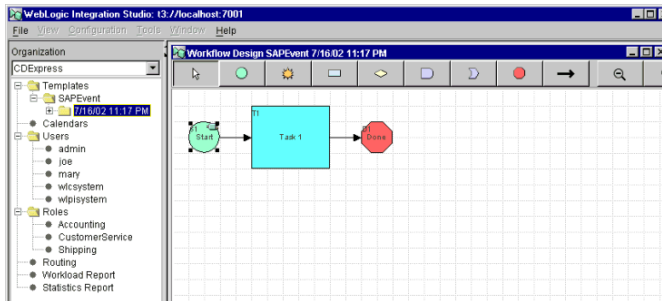 WebLogic Integration Studio: t3://localhost:7001
File View Configuration Tools Window Help
Organization
CDExpress
Templates
SAPEvent
7/16/02 11:17 PM
Calendars
Users
admin
joe
mary
wlcsystem
wlpisystem
Roles
Accounting
CustomerService
Shipping
Routing
Workload Report
Statistics Report
Workflow Design SAPEvent 7/16/02 11:17 PM
S1
Start
T1
Task 1
D1
Done